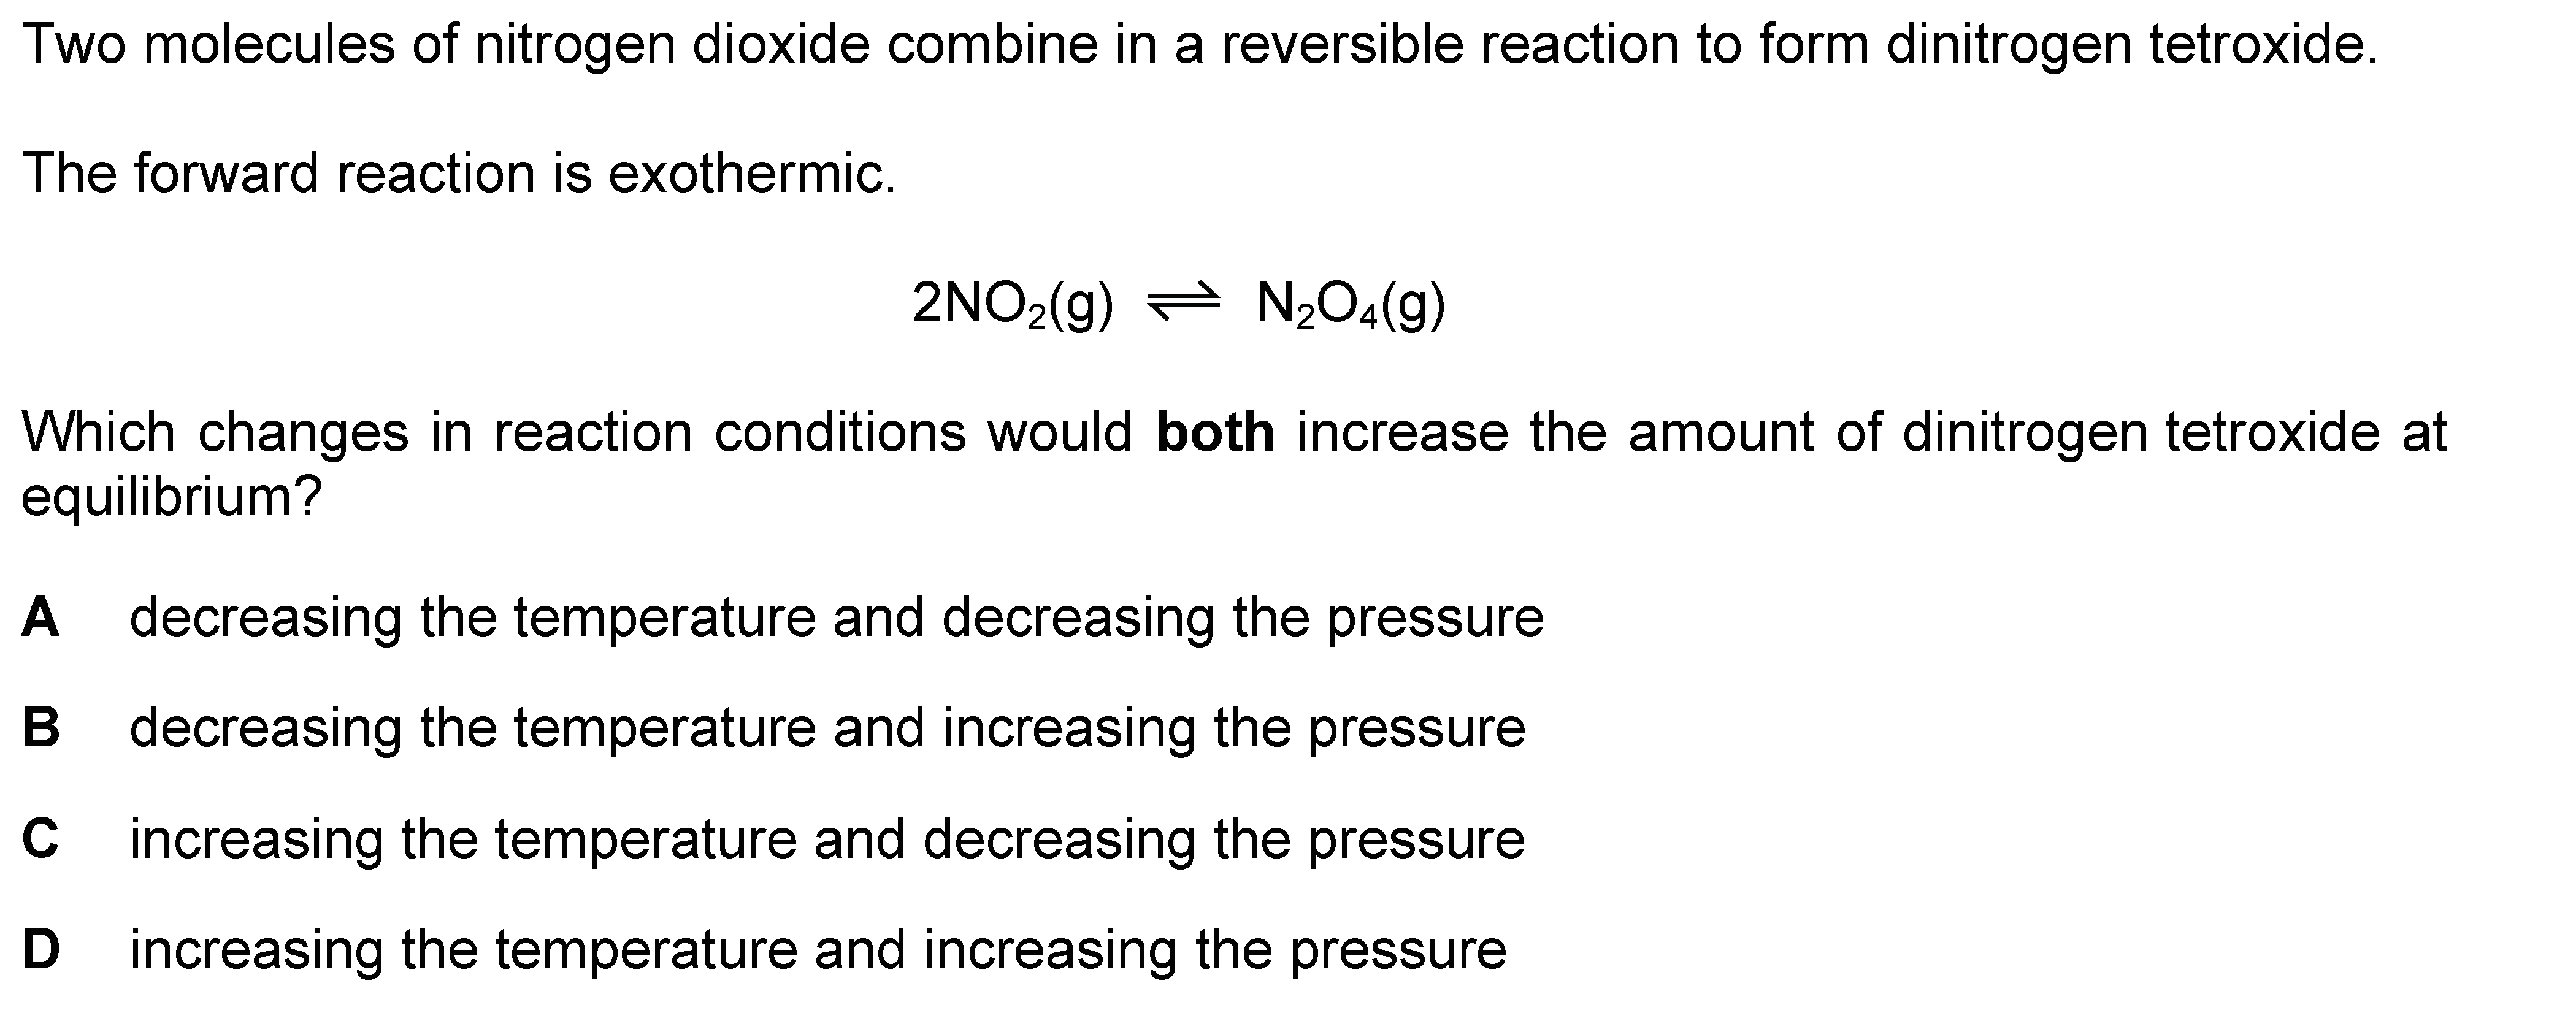 Two molecules of nitrogen dioxide combine in a reversible reaction to form dinitrogen tetroxide.
The forward reaction is exothermic.
2NO₂(g) ⇌ N₂O₄(g)
Which changes in reaction conditions would both increase the amount of dinitrogen tetroxide at
equilibrium?
A decreasing the temperature and decreasing the pressure
B decreasing the temperature and increasing the pressure
C increasing the temperature and decreasing the pressure
D increasing the temperature and increasing the pressure